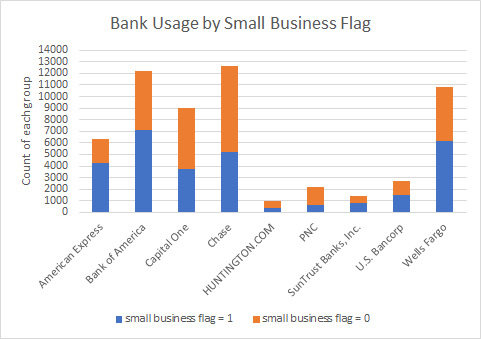 Bank Usage by Small Business Flag
Count of each group
14000
13000
12000
11000
10000
9000
8000
7000
6000
5000
4000
3000
2000
1000
0
American Express
Bank of America
Capital One
Chase
HUNTINGTON.COM
PNC
SunTrust Banks, Inc.
U.S. Bancorp
Wells Fargo
small business flag = 1
small business flag = 0